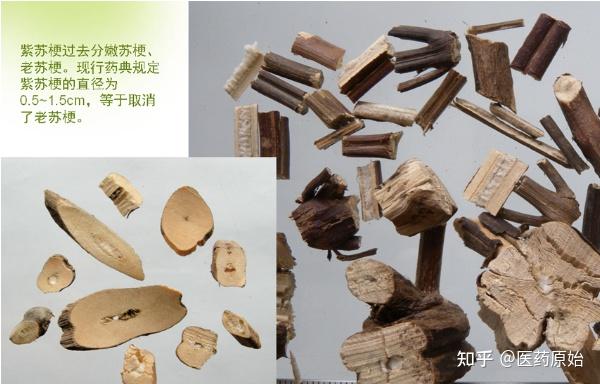 紫苏梗过去分嫩苏梗、
老苏梗。现行药典规定
紫苏梗的直径为
0.5~1.5cm，等于取消
了老苏梗。
知乎 @医药原始